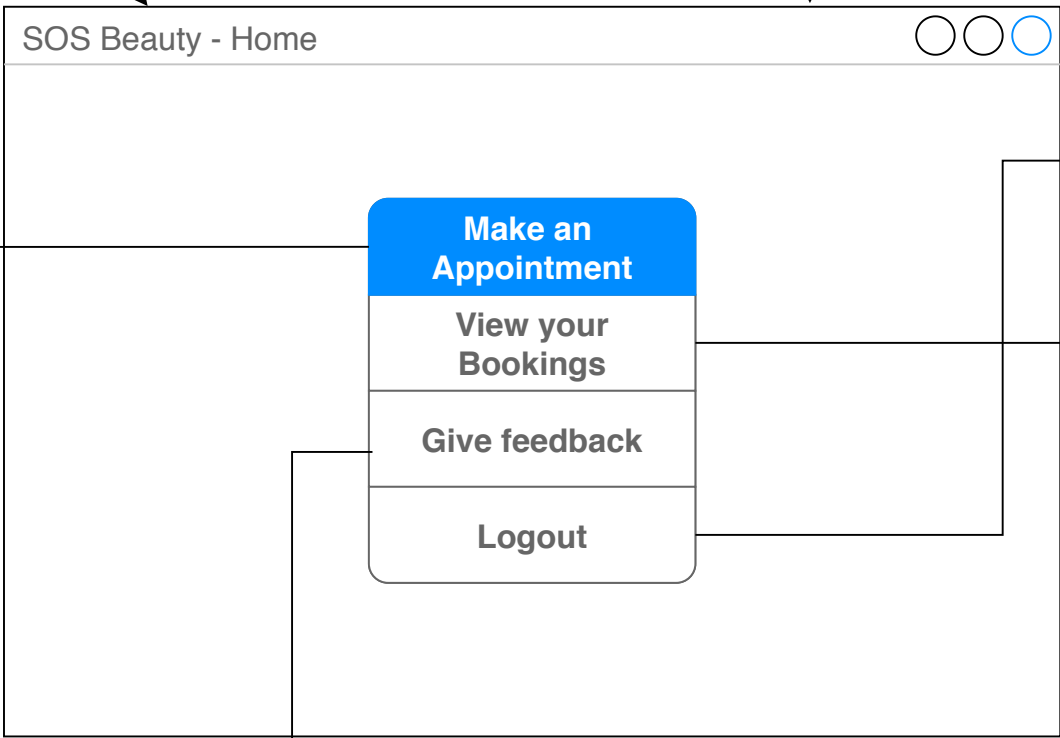 SOS Beauty - Home
Make an
Appointment
View your
Bookings
Give feedback
Logout